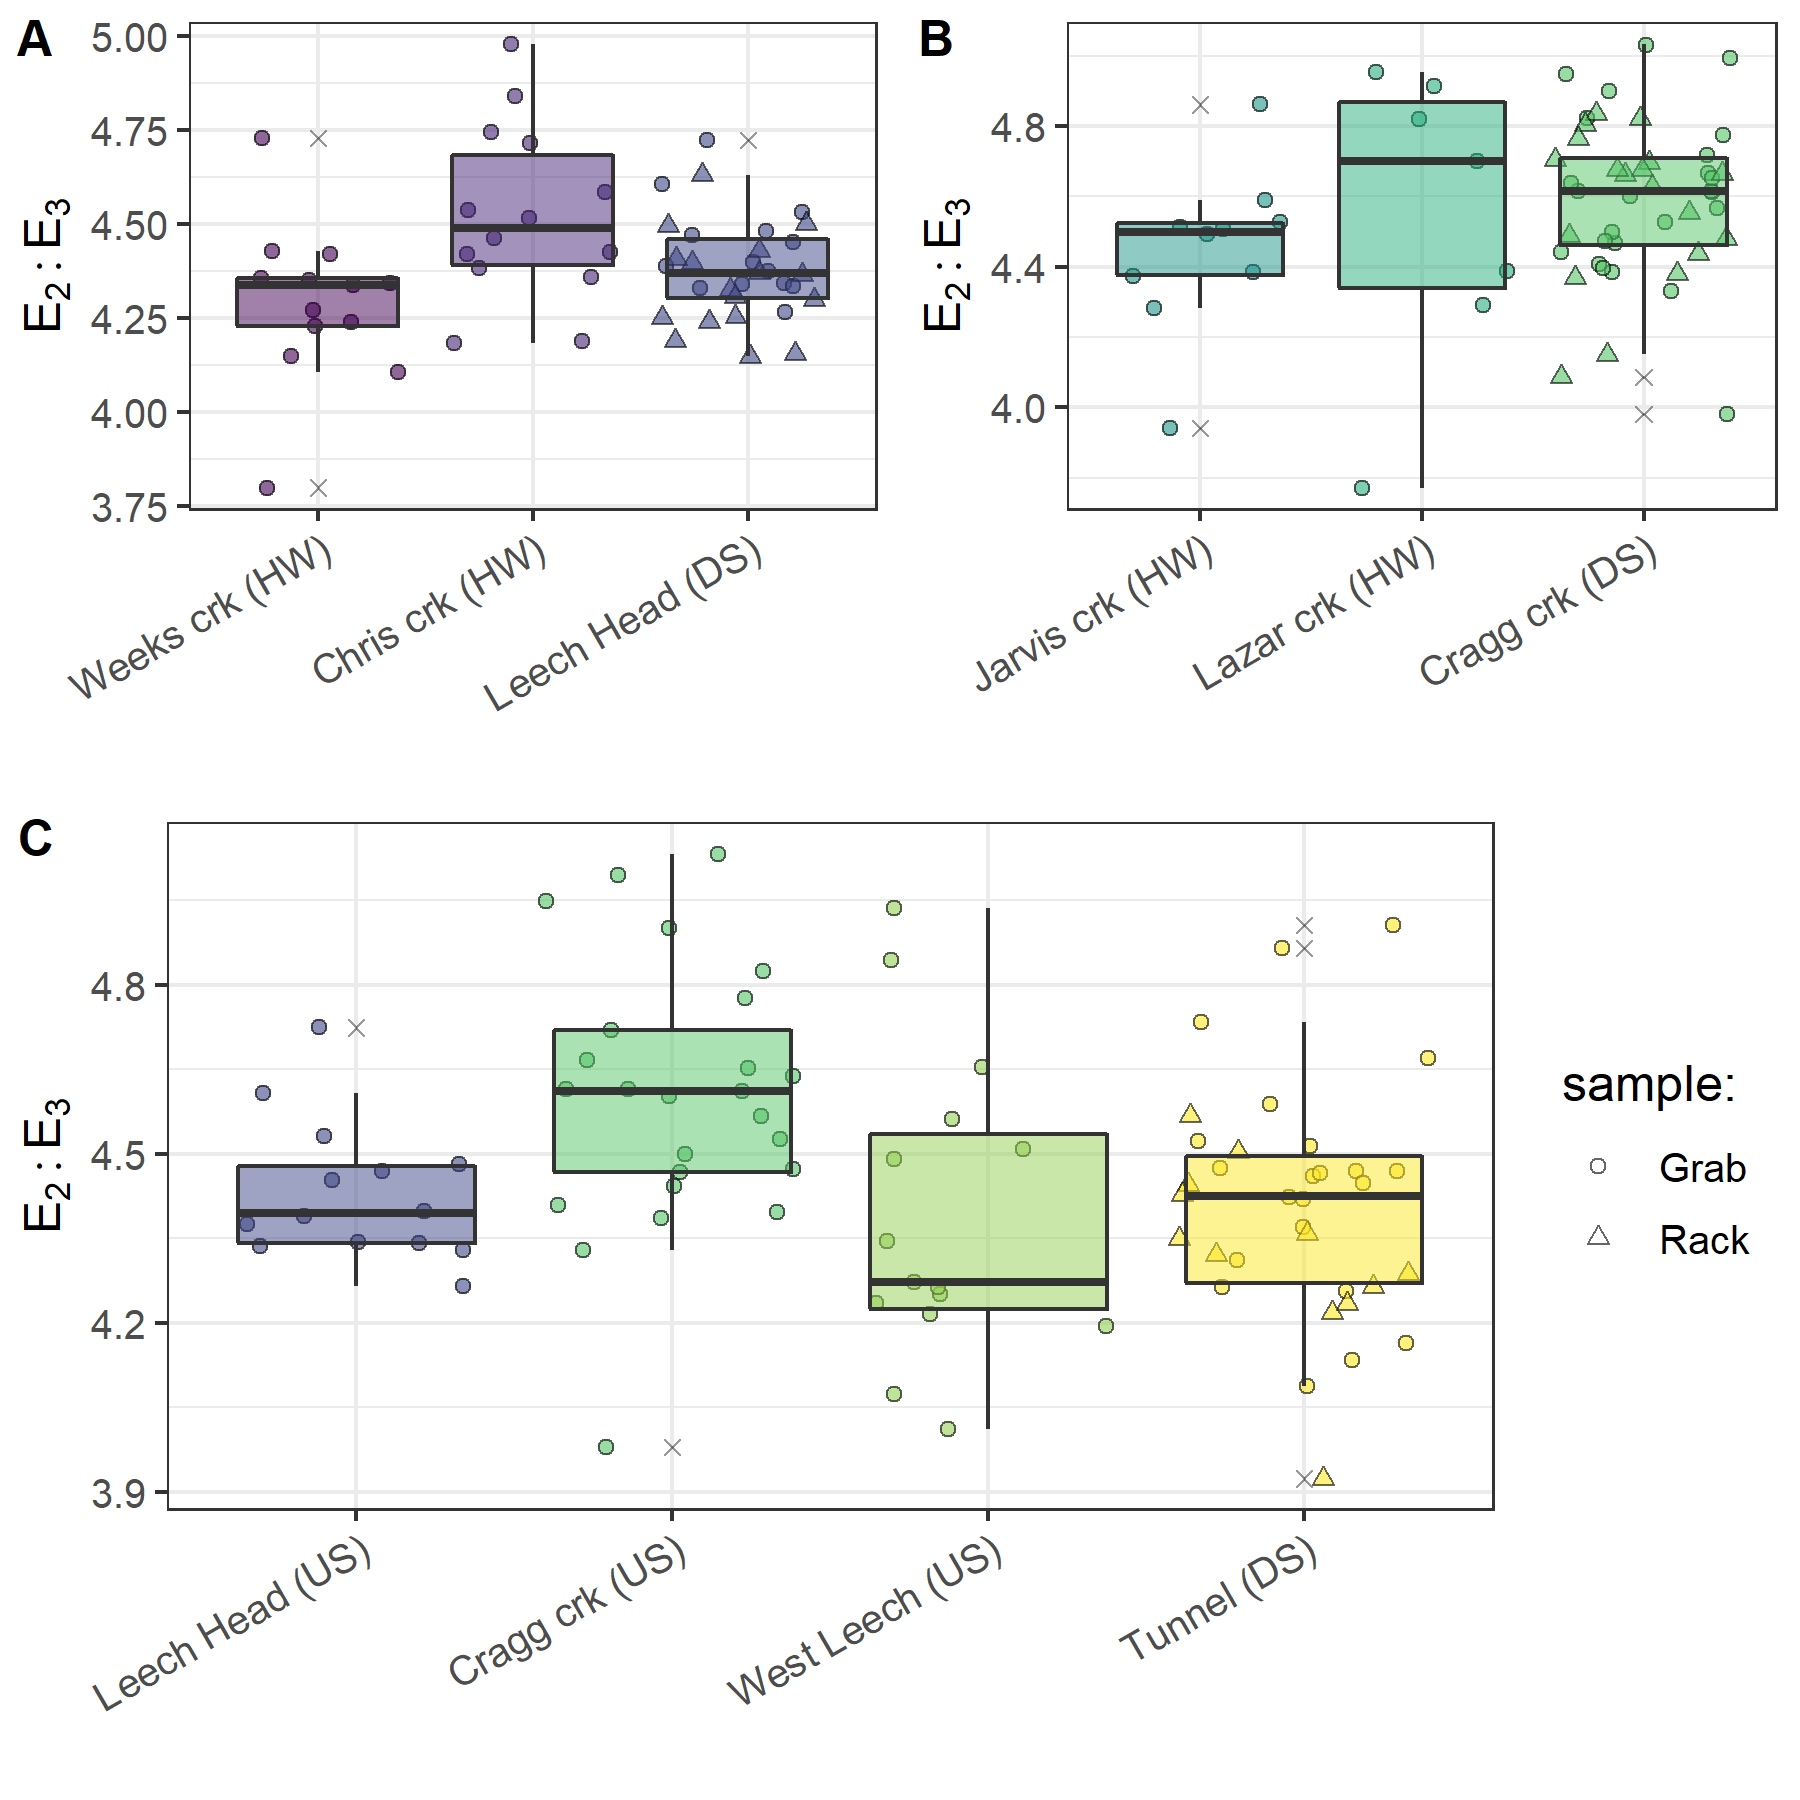 A
E2 : E3
5.00
4.75
4.50
4.25
4.00
3.75
Weeks crk (HW)
Chris crk (HW)
Leech Head (DS)
B
E2 : E3
4.8
4.4
4.0
Jarvis crk (HW)
Lazar crk (HW)
Cragg crk (DS)
C
E2 : E3
4.8
4.5
4.2
3.9
Leech Head (US)
Cragg crk (US)
West Leech (US)
Tunnel (DS)
sample:
Grab
Rack